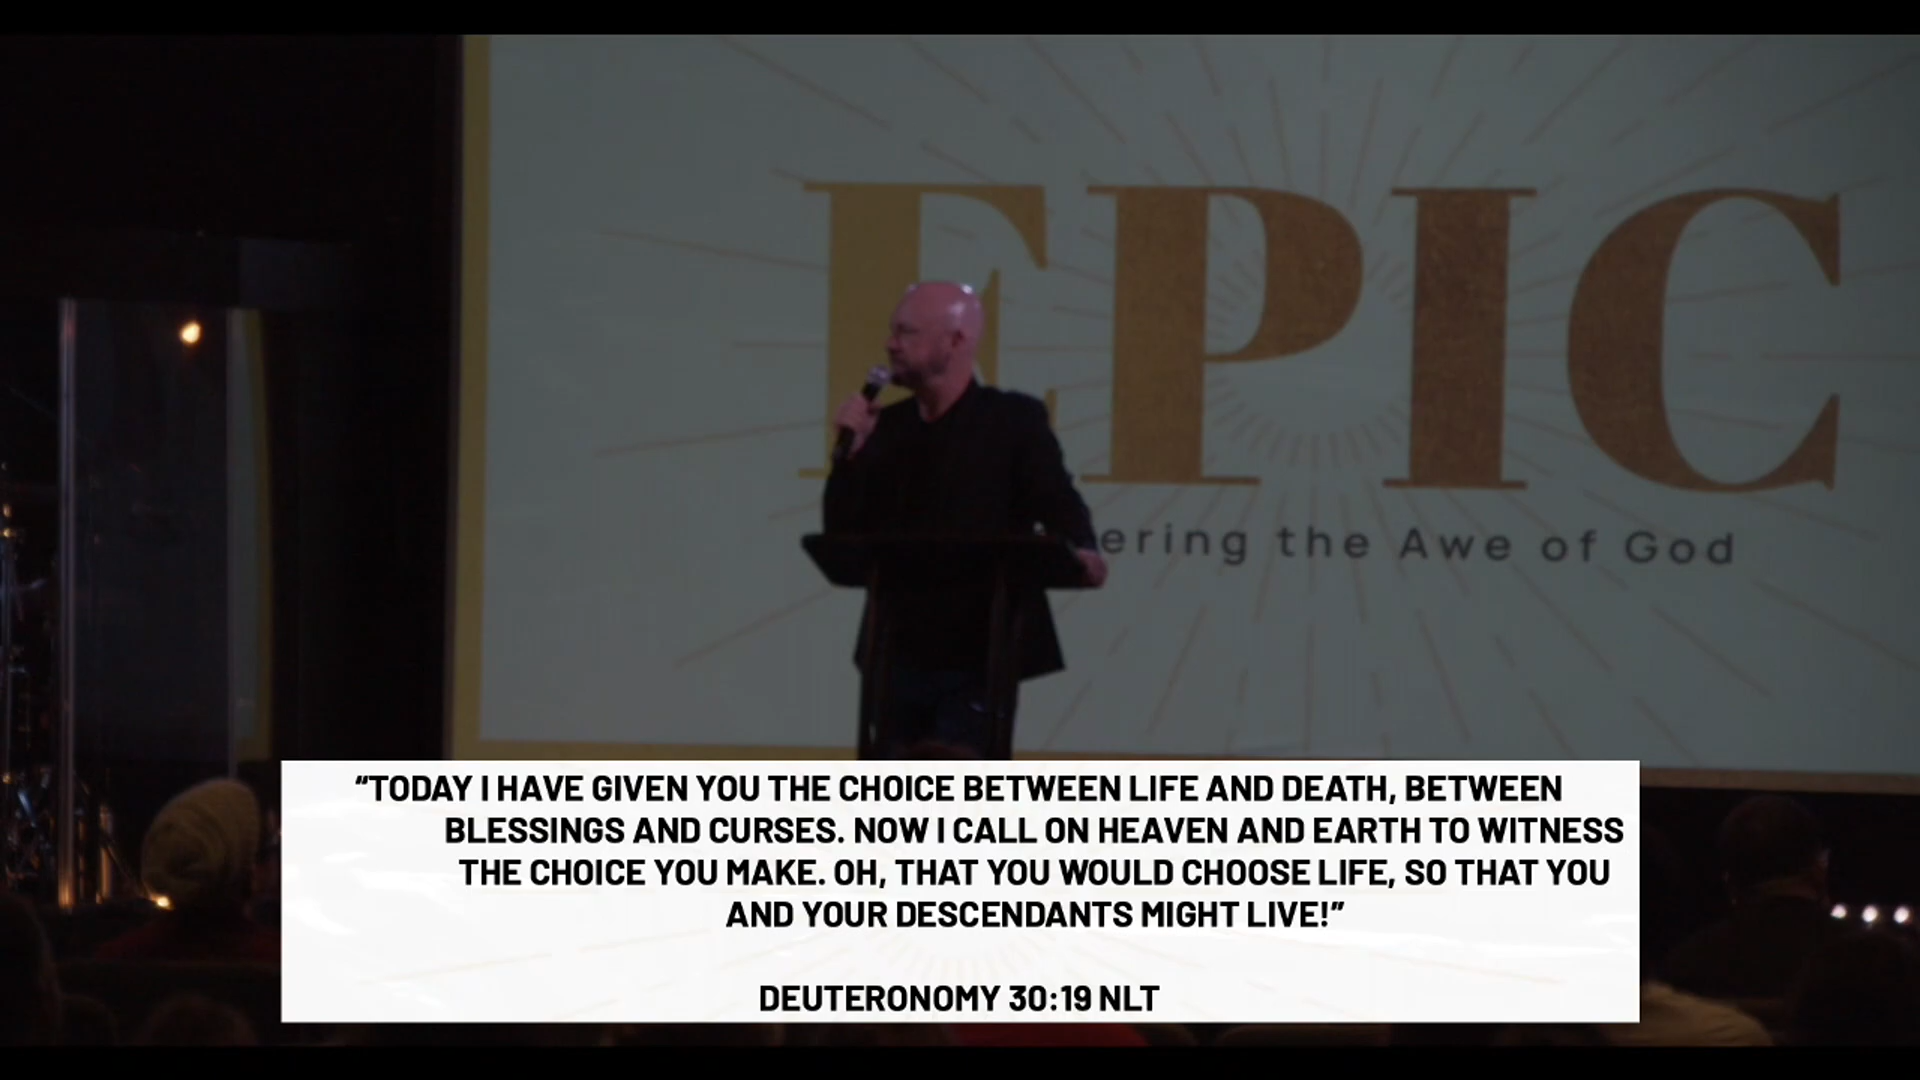 EPIC
ering the Awe of God
“TODAY I HAVE GIVEN YOU THE CHOICE BETWEEN LIFE AND DEATH, BETWEEN
BLESSINGS AND CURSES. NOW I CALL ON HEAVEN AND EARTH TO WITNESS
THE CHOICE YOU MAKE. OH, THAT YOU WOULD CHOOSE LIFE, SO THAT YOU
AND YOUR DESCENDANTS MIGHT LIVE!”
DEUTERONOMY 30:19 NLT